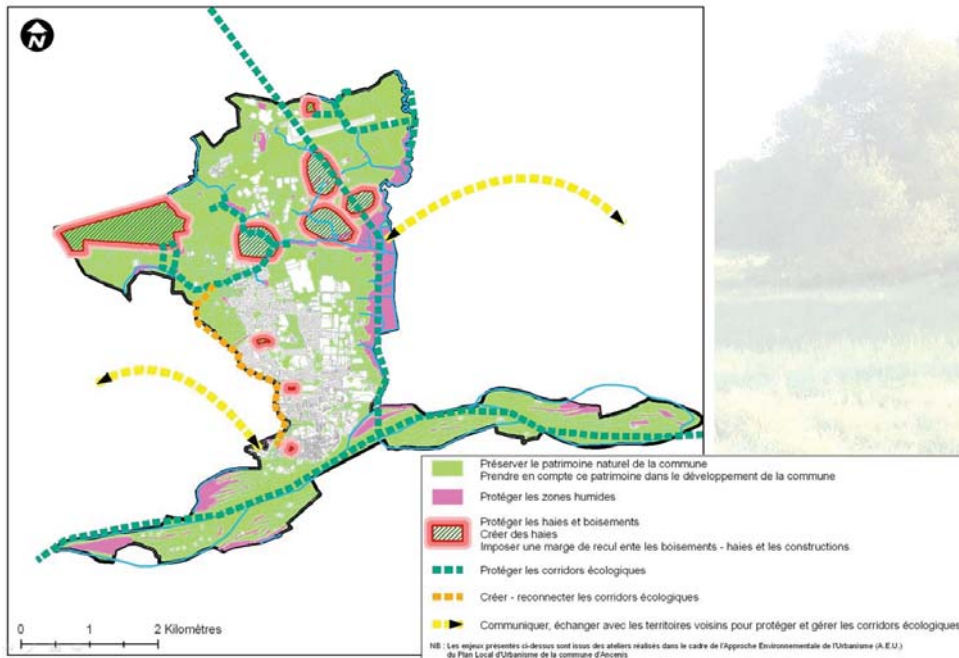 N
Préserver le patrimoine naturel de la commune
Prendre en compte ce patrimoine dans le développement de la commune
Protéger les zones humides
Protéger les haies et boisements
Créer des haies
Imposer une marge de recul ente les boisements - haies et les constructions
Protéger les corridors écologiques
Créer - reconnecter les corridors écologiques
Communiquer, échanger avec les territoires voisins pour protéger et gérer les corridors écologiques
0 1 2 Kilomètres
NB : Les enjeux présentés ci-dessus sont issus des ateliers réalisés dans le cadre de l'Approche Environnementale de l'Urbanisme (A.E.U.)
du Plan Local d'Urbanisme de la commune d'Ancenis